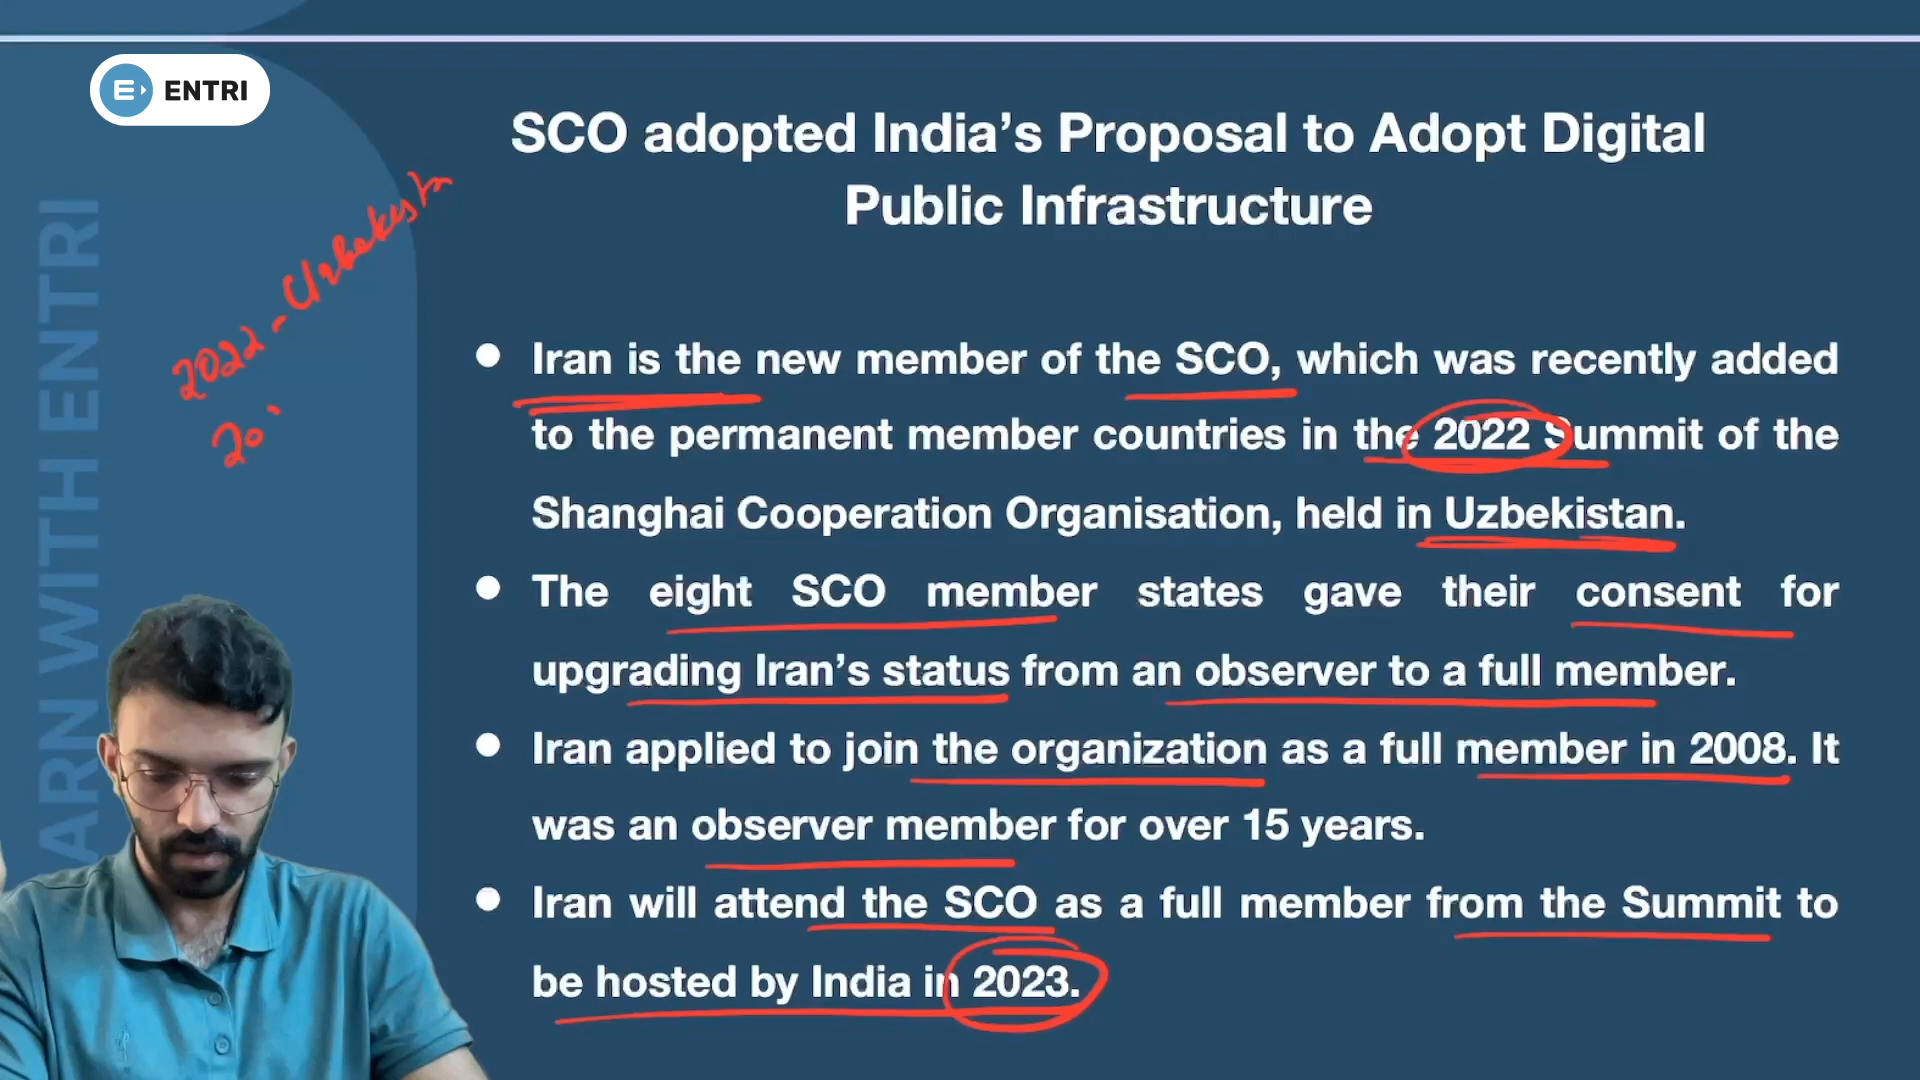 ENTRI
SCO adopted India’s Proposal to Adopt Digital
Public Infrastructure
2022 - Uzbekist
20
● Iran is the new member of the SCO, which was recently added
to the permanent member countries in the 2022 Summit of the
Shanghai Cooperation Organisation, held in Uzbekistan.
● The eight SCO member states gave their consent for
upgrading Iran’s status from an observer to a full member.
● Iran applied to join the organization as a full member in 2008. It
was an observer member for over 15 years.
● Iran will attend the SCO as a full member from the Summit to
be hosted by India in 2023.
ARN WITH ENTRI